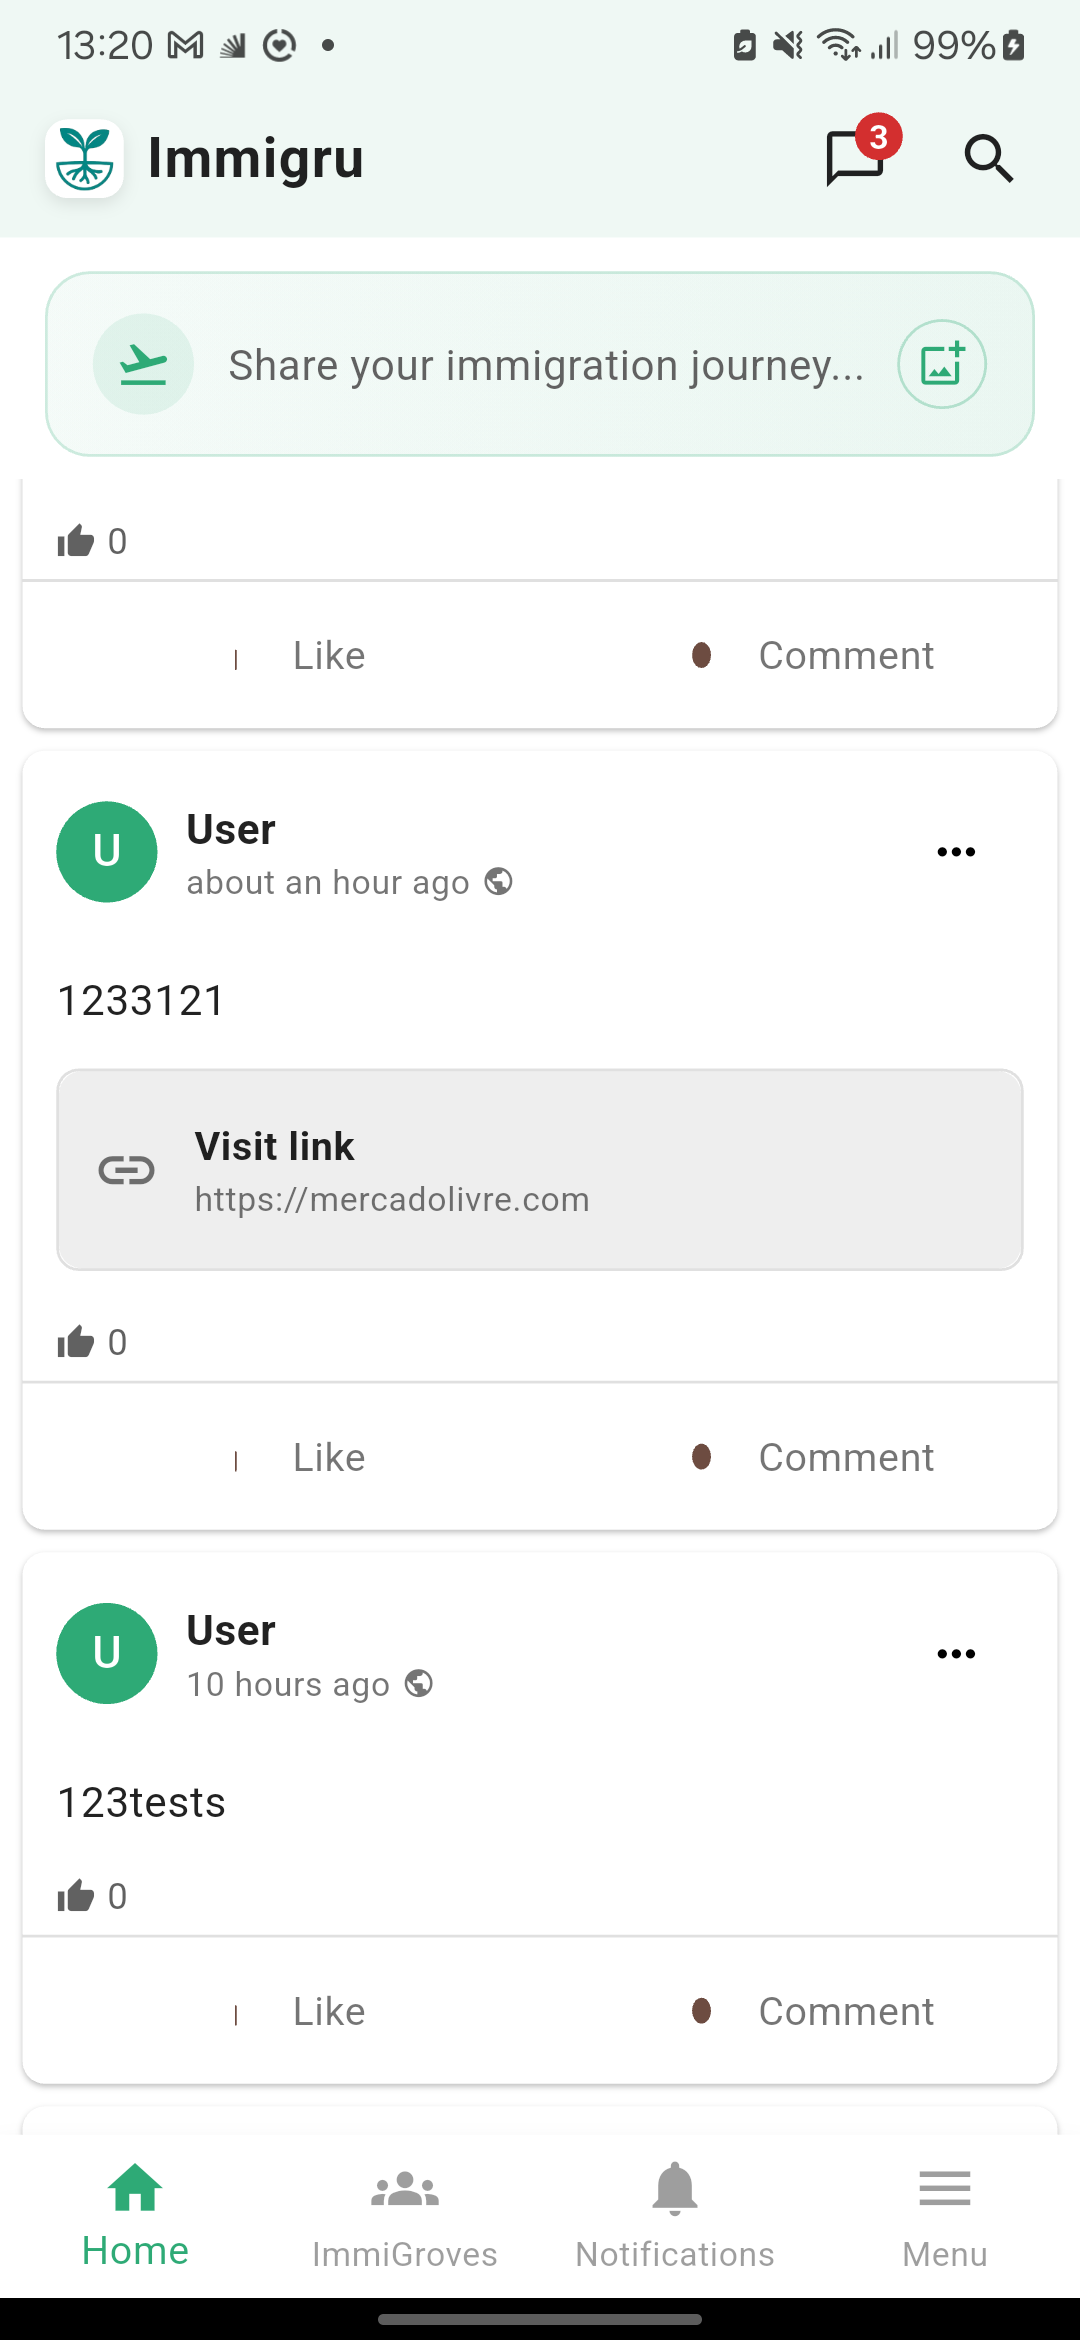 13:20
99%
Immigru
3
Share your immigration journey...
0
Like
Comment
U
User
about an hour ago
1233121
Visit link
https://mercadolivre.com
0
Like
Comment
U
User
10 hours ago
123tests
0
Like
Comment
Home
ImmiGroves
Notifications
Menu